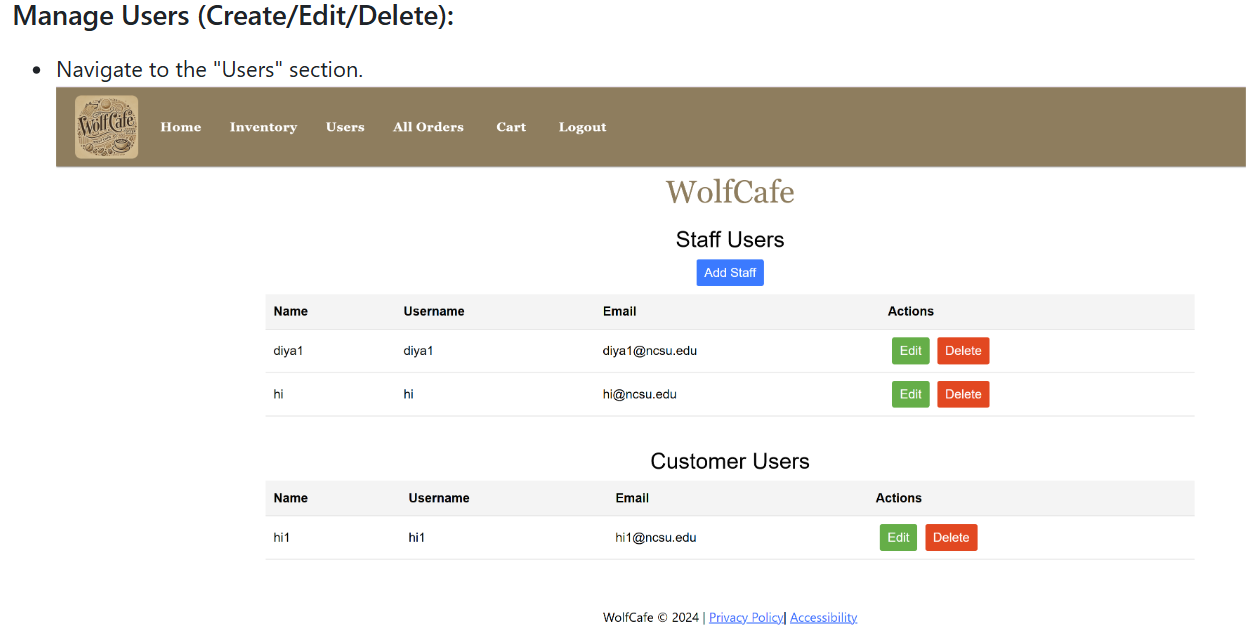 Manage Users (Create/Edit/Delete):
• Navigate to the "Users" section.
WolfCafe Home Inventory Users All Orders Cart Logout
WolfCafe
Staff Users
Add Staff
Name Username Email Actions
diya1 diya1 diya1@ncsu.edu Edit Delete
hi hi hi@ncsu.edu Edit Delete
Customer Users
Name Username Email Actions
hi1 hi1 hi1@ncsu.edu Edit Delete
WolfCafe © 2024 | Privacy Policy| Accessibility